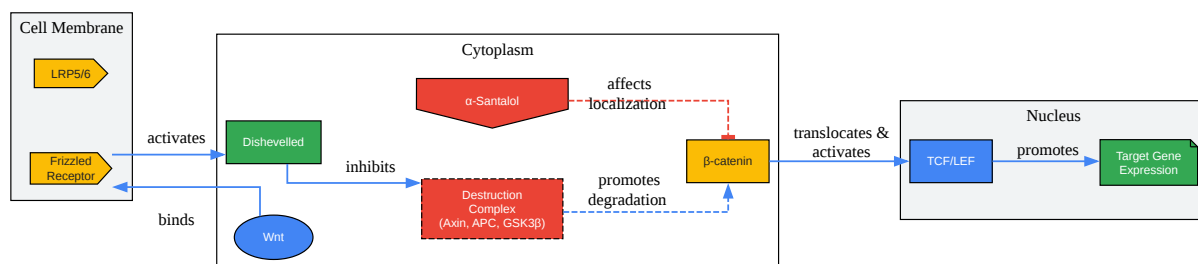 Cell Membrane
LRP5/6
Frizzled
Receptor
activates
binds
Cytoplasm
Dishevelled
Wnt
inhibits
α-Santalol
Destruction
Complex
(Axin, APC, GSK3β)
affects
localization
promotes
degradation
β-catenin
translocates &
activates
Nucleus
TCF/LEF
promotes
Target Gene
Expression